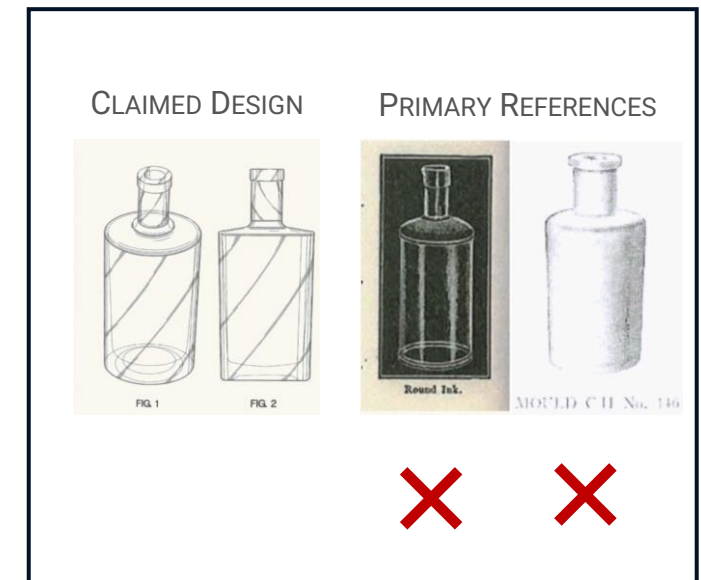 CLAIMED DESIGN
PRIMARY REFERENCES
FIG. 1
FIG. 2
Round Ink.
MOULD C H No. 146